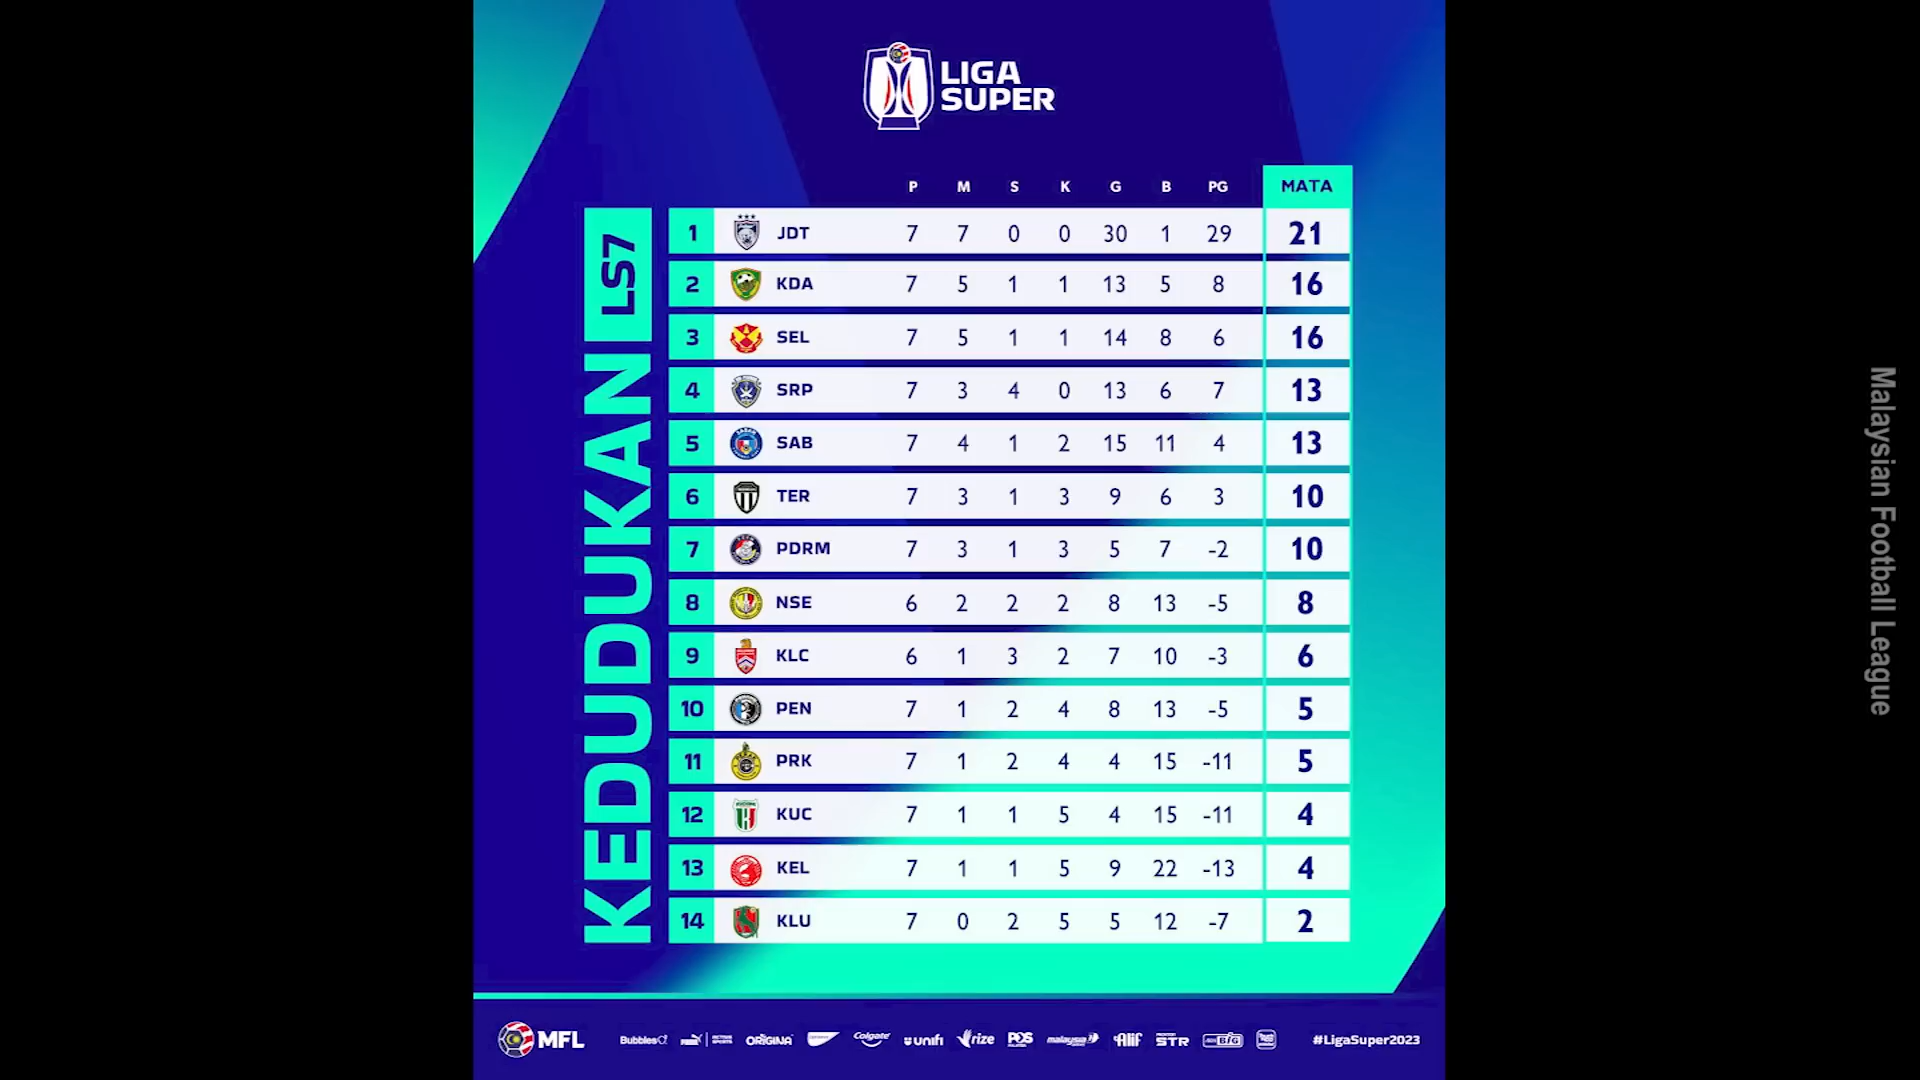 LIGA
SUPER
P M S K G B PG MATA
KEDUDUKAN LS7
1 JDT 7 7 0 0 30 1 29 21
2 KDA 7 5 1 1 13 5 8 16
3 SEL 7 5 1 1 14 8 6 16
4 SRP 7 3 4 0 13 6 7 13
5 SAB 7 4 1 2 15 11 4 13
6 TER 7 3 1 3 9 6 3 10
7 PDRM 7 3 1 3 5 7 -2 10
8 NSE 6 2 2 2 8 13 -5 8
9 KLC 6 1 3 2 7 10 -3 6
10 PEN 7 1 2 4 8 13 -5 5
11 PRK 7 1 2 4 4 15 -11 5
12 KUC 7 1 1 5 4 15 -11 4
13 KEL 7 1 1 5 9 22 -13 4
14 KLU 7 0 2 5 5 12 -7 2
MFL Bubbles O2 ORIGINA Colgate unifi rize POS malaysia Alif STR BIG #LigaSuper2023
Malaysian Football League